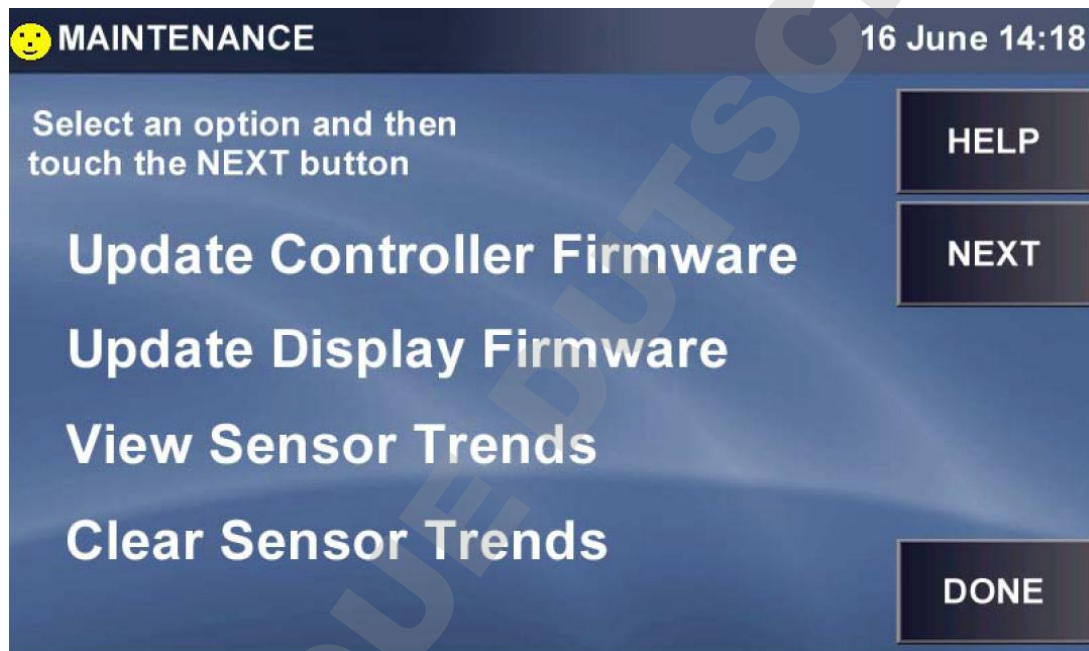 MAINTENANCE
16 June 14:18
Select an option and then
touch the NEXT button
HELP
NEXT
Update Controller Firmware
Update Display Firmware
View Sensor Trends
Clear Sensor Trends
DONE